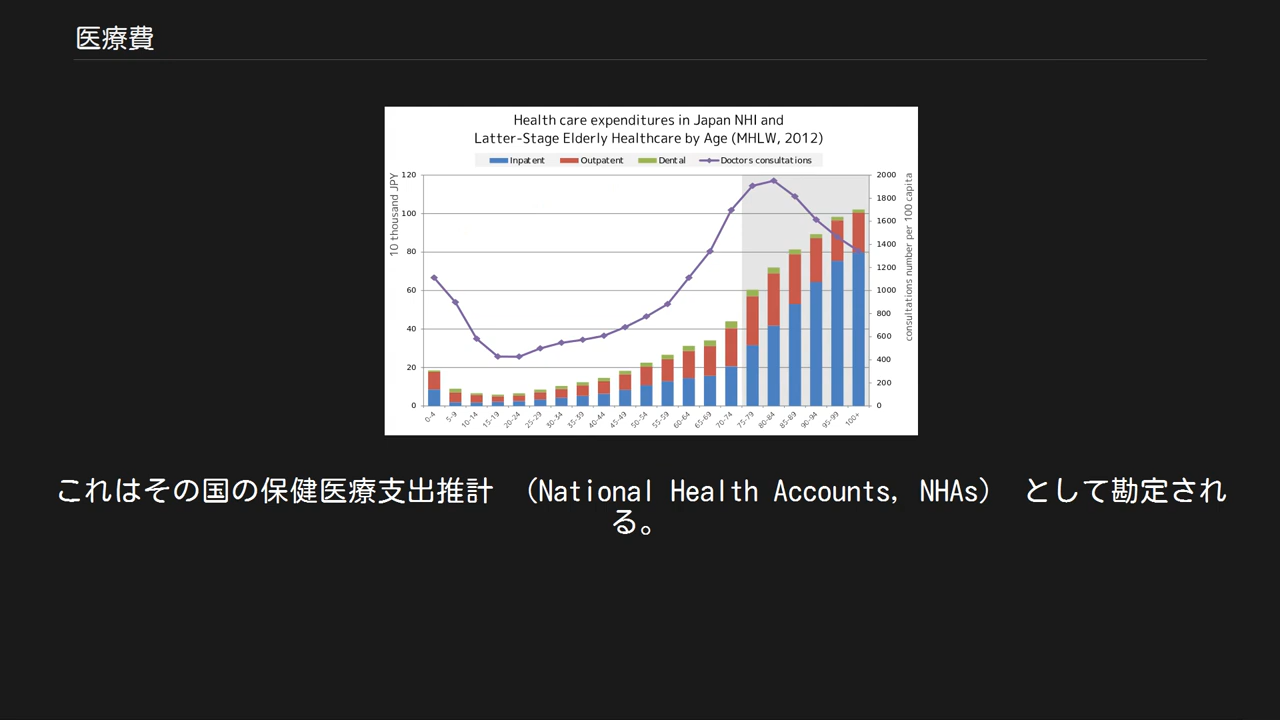 医療費
Health care expenditures in Japan NHI and
Latter-Stage Elderly Healthcare by Age (MHLW, 2012)
Inpatent Outpatent Dental Doctors consultations
10 thousand JPY
120
100
80
60
40
20
0
2000
1800
1600
1400
1200
1000
800
600
400
200
0
consultations number per 100 capita
0-4 5-9 10-14 15-19 20-24 25-29 30-34 35-39 40-44 45-49 50-54 55-59 60-64 65-69 70-74 75-79 80-84 85-89 90-94 95-99 100+
これはその国の保健医療支出推計 （National Health Accounts, NHAs） として勘定され
る。